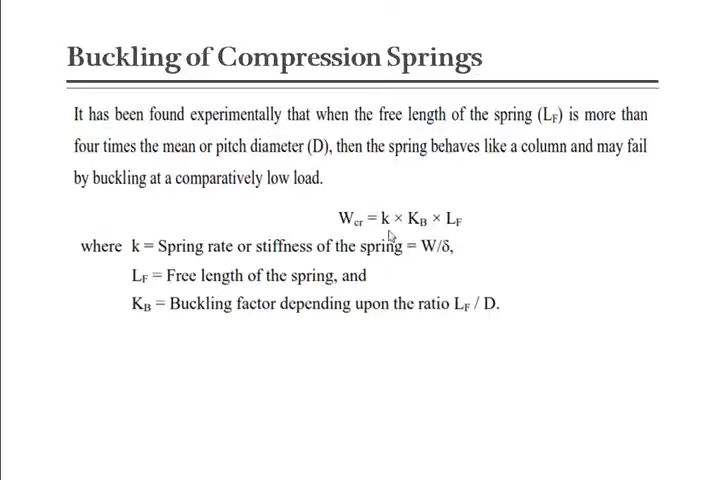 Buckling of Compression Springs
It has been found experimentally that when the free length of the spring (LF) is more than
four times the mean or pitch diameter (D), then the spring behaves like a column and may fail
by buckling at a comparatively low load.
Wcr = k × KB × LF
where k = Spring rate or stiffness of the spring = W/δ,
LF = Free length of the spring, and
KB = Buckling factor depending upon the ratio LF / D.